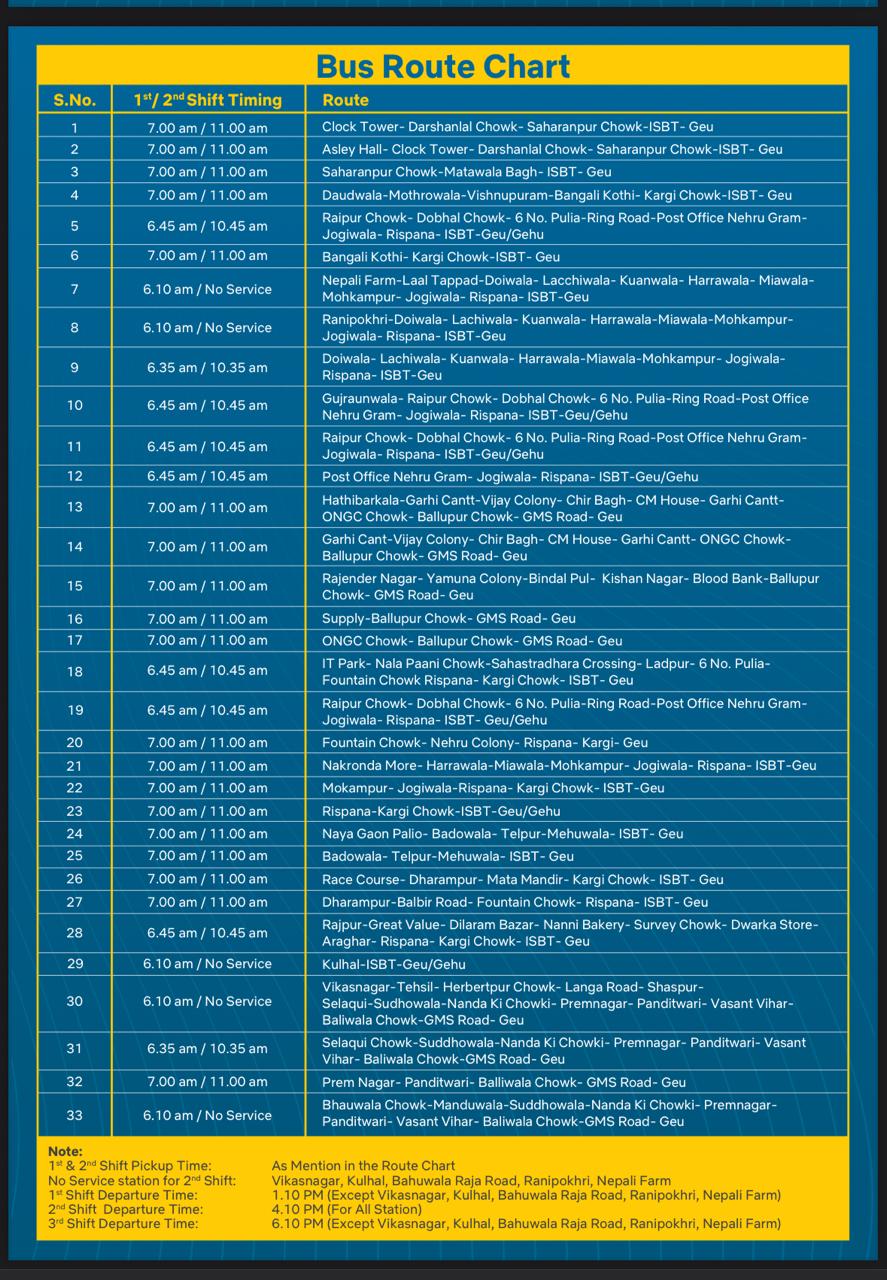 Bus Route Chart
S.No. 1st/ 2nd Shift Timing Route
1 7.00 am / 11.00 am Clock Tower- Darshanlal Chowk- Saharanpur Chowk-ISBT- Geu
2 7.00 am / 11.00 am Asley Hall- Clock Tower- Darshanlal Chowk- Saharanpur Chowk-ISBT- Geu
3 7.00 am / 11.00 am Saharanpur Chowk-Matawala Bagh- ISBT- Geu
4 7.00 am / 11.00 am Daudwala-Mothrowala-Vishnupuram-Bangali Kothi- Kargi Chowk-ISBT- Geu
5 6.45 am / 10.45 am Raipur Chowk- Dobhal Chowk- 6 No. Pulia-Ring Road-Post Office Nehru Gram-
Jogiwala- Rispana- ISBT-Geu/Gehu
6 7.00 am / 11.00 am Bangali Kothi- Kargi Chowk-ISBT- Geu
7 6.10 am / No Service Nepali Farm-Laal Tappad-Doiwala- Lacchiwala- Kuanwala- Harrawala- Miawala-
Mohkampur- Jogiwala- Rispana- ISBT-Geu
8 6.10 am / No Service Ranipokhri-Doiwala- Lachiwala- Kuanwala- Harrawala-Miawala-Mohkampur-
Jogiwala- Rispana- ISBT-Geu
9 6.35 am / 10.35 am Doiwala- Lachiwala- Kuanwala- Harrawala-Miawala-Mohkampur- Jogiwala-
Rispana- ISBT-Geu
10 6.45 am / 10.45 am Gujraunwala- Raipur Chowk- Dobhal Chowk- 6 No. Pulia-Ring Road-Post Office
Nehru Gram- Jogiwala- Rispana- ISBT-Geu/Gehu
11 6.45 am / 10.45 am Raipur Chowk- Dobhal Chowk- 6 No. Pulia-Ring Road-Post Office Nehru Gram-
Jogiwala- Rispana- ISBT-Geu/Gehu
12 6.45 am / 10.45 am Post Office Nehru Gram- Jogiwala- Rispana- ISBT-Geu/Gehu
13 7.00 am / 11.00 am Hathibarkala-Garhi Cantt-Vijay Colony- Chir Bagh- CM House- Garhi Cantt-
ONGC Chowk- Ballupur Chowk- GMS Road- Geu
14 7.00 am / 11.00 am Garhi Cant-Vijay Colony- Chir Bagh- CM House- Garhi Cantt- ONGC Chowk-
Ballupur Chowk- GMS Road- Geu
15 7.00 am / 11.00 am Rajender Nagar- Yamuna Colony-Bindal Pul- Kishan Nagar- Blood Bank-Ballupur
Chowk- GMS Road- Geu
16 7.00 am / 11.00 am Supply-Ballupur Chowk- GMS Road- Geu
17 7.00 am / 11.00 am ONGC Chowk- Ballupur Chowk- GMS Road- Geu
18 6.45 am / 10.45 am IT Park- Nala Paani Chowk-Sahastradhara Crossing- Ladpur- 6 No. Pulia-
Fountain Chowk Rispana- Kargi Chowk- ISBT- Geu
19 6.45 am / 10.45 am Raipur Chowk- Dobhal Chowk- 6 No. Pulia-Ring Road-Post Office Nehru Gram-
Jogiwala- Rispana- ISBT- Geu/Gehu
20 7.00 am / 11.00 am Fountain Chowk- Nehru Colony- Rispana- Kargi- Geu
21 7.00 am / 11.00 am Nakronda More- Harrawala-Miawala-Mohkampur- Jogiwala- Rispana- ISBT-Geu
22 7.00 am / 11.00 am Mokampur- Jogiwala-Rispana- Kargi Chowk- ISBT-Geu
23 7.00 am / 11.00 am Rispana-Kargi Chowk-ISBT-Geu/Gehu
24 7.00 am / 11.00 am Naya Gaon Palio- Badowala- Telpur-Mehuwala- ISBT- Geu
25 7.00 am / 11.00 am Badowala- Telpur-Mehuwala- ISBT- Geu
26 7.00 am / 11.00 am Race Course- Dharampur- Mata Mandir- Kargi Chowk- ISBT- Geu
27 7.00 am / 11.00 am Dharampur-Balbir Road- Fountain Chowk- Rispana- ISBT- Geu
28 6.45 am / 10.45 am Rajpur-Great Value- Dilaram Bazar- Nanni Bakery- Survey Chowk- Dwarka Store-
Araghar- Rispana- Kargi Chowk- ISBT- Geu
29 6.10 am / No Service Kulhal-ISBT-Geu/Gehu
30 6.10 am / No Service Vikasnagar-Tehsil- Herbertpur Chowk- Langa Road- Shaspur-
Selaqui-Sudhowala-Nanda Ki Chowki- Premnagar- Panditwari- Vasant Vihar-
Baliwala Chowk-GMS Road- Geu
31 6.35 am / 10.35 am Selaqui Chowk-Suddhowala-Nanda Ki Chowki- Premnagar- Panditwari- Vasant
Vihar- Baliwala Chowk-GMS Road- Geu
32 7.00 am / 11.00 am Prem Nagar- Panditwari- Balliwala Chowk- GMS Road- Geu
33 6.10 am / No Service Bhauwala Chowk-Manduwala-Suddhowala-Nanda Ki Chowki- Premnagar-
Panditwari- Vasant Vihar- Baliwala Chowk-GMS Road- Geu
Note:
1st & 2nd Shift Pickup Time: As Mention in the Route Chart
No Service station for 2nd Shift: Vikasnagar, Kulhal, Bahuwala Raja Road, Ranipokhri, Nepali Farm
1st Shift Departure Time: 1.10 PM (Except Vikasnagar, Kulhal, Bahuwala Raja Road, Ranipokhri, Nepali Farm)
2nd Shift Departure Time: 4.10 PM (For All Station)
3rd Shift Departure Time: 6.10 PM (Except Vikasnagar, Kulhal, Bahuwala Raja Road, Ranipokhri, Nepali Farm)